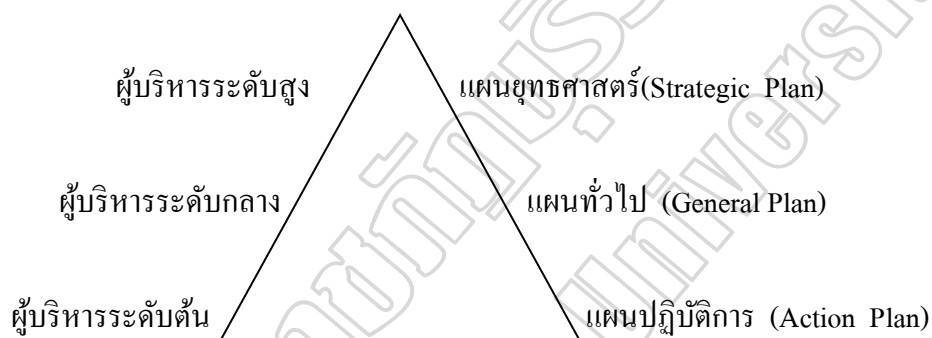 ผู้บริหารระดับสูง แผนยุทธศาสตร์(Strategic Plan)
ผู้บริหารระดับกลาง แผนทั่วไป (General Plan)
ผู้บริหารระดับต้น แผนปฏิบัติการ (Action Plan)